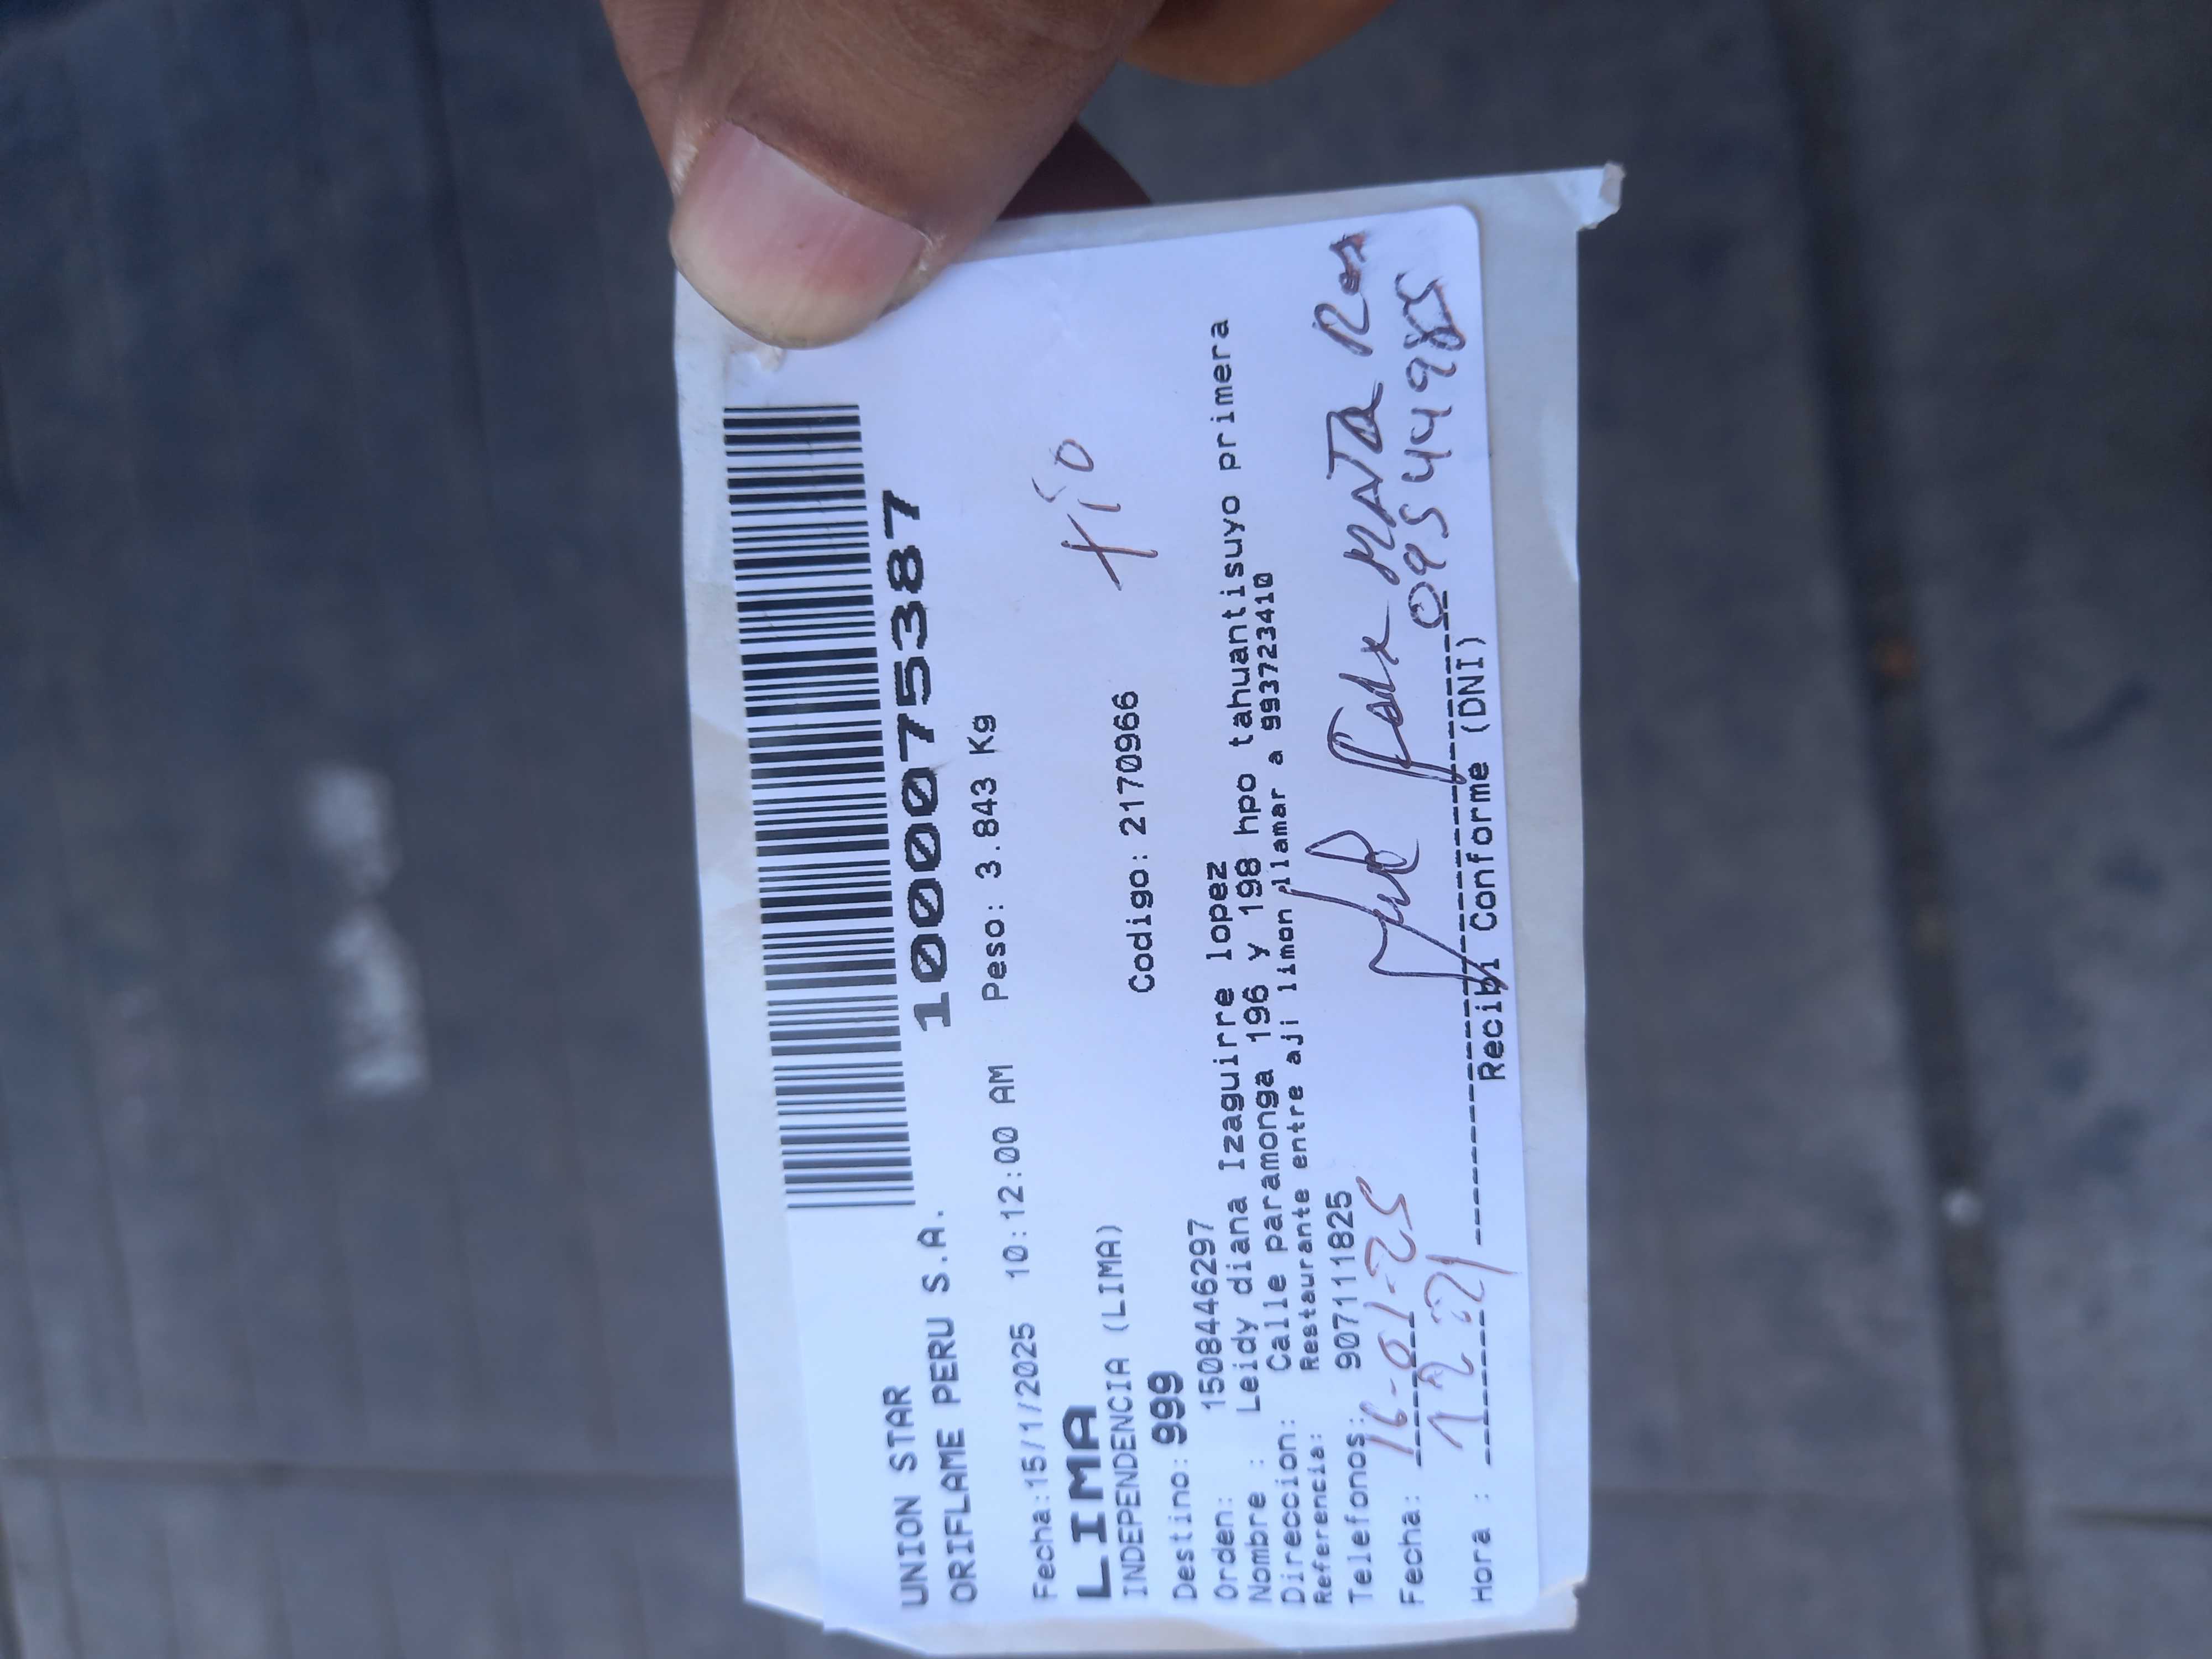 UNION STAR
ORIFLAME PERU S.A. 100075387
Fecha:15/1/2025 10:12:00 AM Peso: 3.843 Kg
LIMA
INDEPENDENCIA (LIMA) tío
Destino: 999 Codigo: 2170966
Orden: 1508446297
Nombre : Leidy diana Izaguirre lopez
Direccion: Calle paramonga 196 y 198 hpo tahuantisuyo primera
Referencia: Restaurante entre aji limon llamar a 993723410
Telefonos: 907111825
Fecha: 16-01-25 MATA
Hora : 12:21 09544985
Recibi Conforme (DNI)